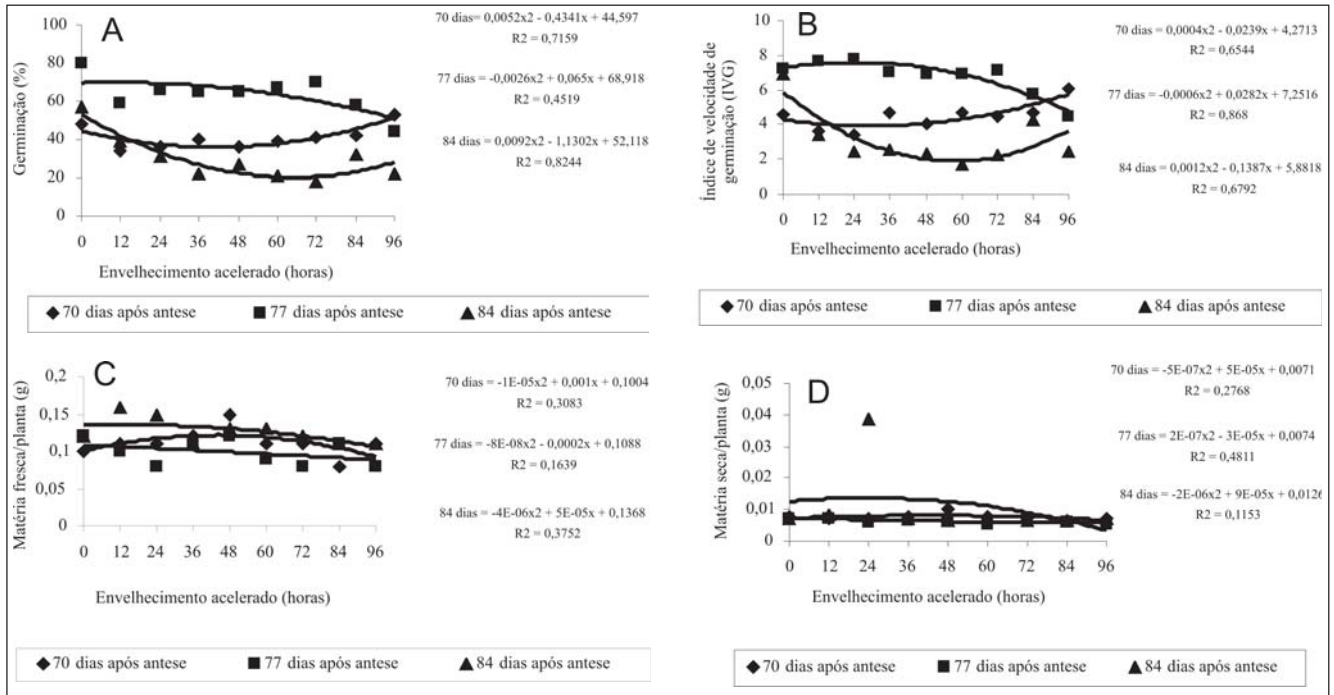 A
Germinação (%)
100
80
60
40
20
0
0 12 24 36 48 60 72 84 96
Envelhecimento acelerado (horas)
70 dias= 0,0052x2 - 0,4341x + 44,597
R2 = 0,7159
77 dias = -0,0026x2 + 0,065x + 68,918
R2 = 0,4519
84 dias = 0,0092x2 - 1,1302x + 52,118
R2 = 0,8244
70 dias após antese 77 dias após antese 84 dias após antese
B
Índice de velocidade de
germinação (IVG)
10
8
6
4
2
0
0 12 24 36 48 60 72 84 96
Envelhecimento acelerado (horas)
70 dias = 0,0004x2 - 0,0239x + 4,2713
R2 = 0,6544
77 dias = -0,0006x2 + 0,0282x + 7,2516
R2 = 0,868
84 dias = 0,0012x2 - 0,1387x + 5,8818
R2 = 0,6792
70 dias após antese 77 dias após antese 84 dias após antese
C
Matéria fresca/planta (g)
0,2
0,15
0,1
0,05
0
0 12 24 36 48 60 72 84 96
Envelhecimento acelerado (horas)
70 dias = -1E-05x2 + 0,001x + 0,1004
R2 = 0,3083
77 dias = -8E-08x2 - 0,0002x + 0,1088
R2 = 0,1639
84 dias = -4E-06x2 + 5E-05x + 0,1368
R2 = 0,3752
70 dias após antese 77 dias após antese 84 dias após antese
D
Matéria seca/planta (g)
0,05
0,04
0,03
0,02
0,01
0
0 12 24 36 48 60 72 84 96
Envelhecimento acelerado (horas)
70 dias = -5E-07x2 + 5E-05x + 0,0071
R2 = 0,2768
77 dias = 2E-07x2 - 3E-05x + 0,0074
R2 = 0,4811
84 dias = -2E-06x2 + 9E-05x + 0,0126
R2 = 0,1153
70 dias após antese 77 dias após antese 84 dias após antese